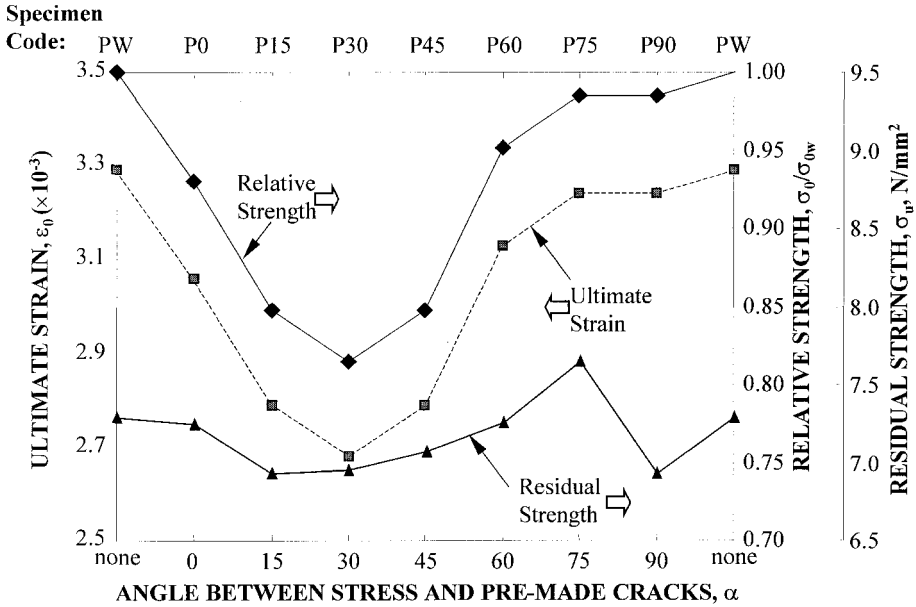 Specimen
Code: PW P0 P15 P30 P45 P60 P75 P90 PW
3.5
3.3
3.1
2.9
2.7
2.5
ULTIMATE STRAIN, ε₀ (×10⁻³)
1.00
0.95
0.90
0.85
0.80
0.75
0.70
RELATIVE STRENGTH, σ₀/σ₀w
9.5
9.0
8.5
8.0
7.5
7.0
6.5
RESIDUAL STRENGTH, σᵤ, N/mm²
Relative
Strength
Ultimate
Strain
Residual
Strength
none 0 15 30 45 60 75 90 none
ANGLE BETWEEN STRESS AND PRE-MADE CRACKS, α